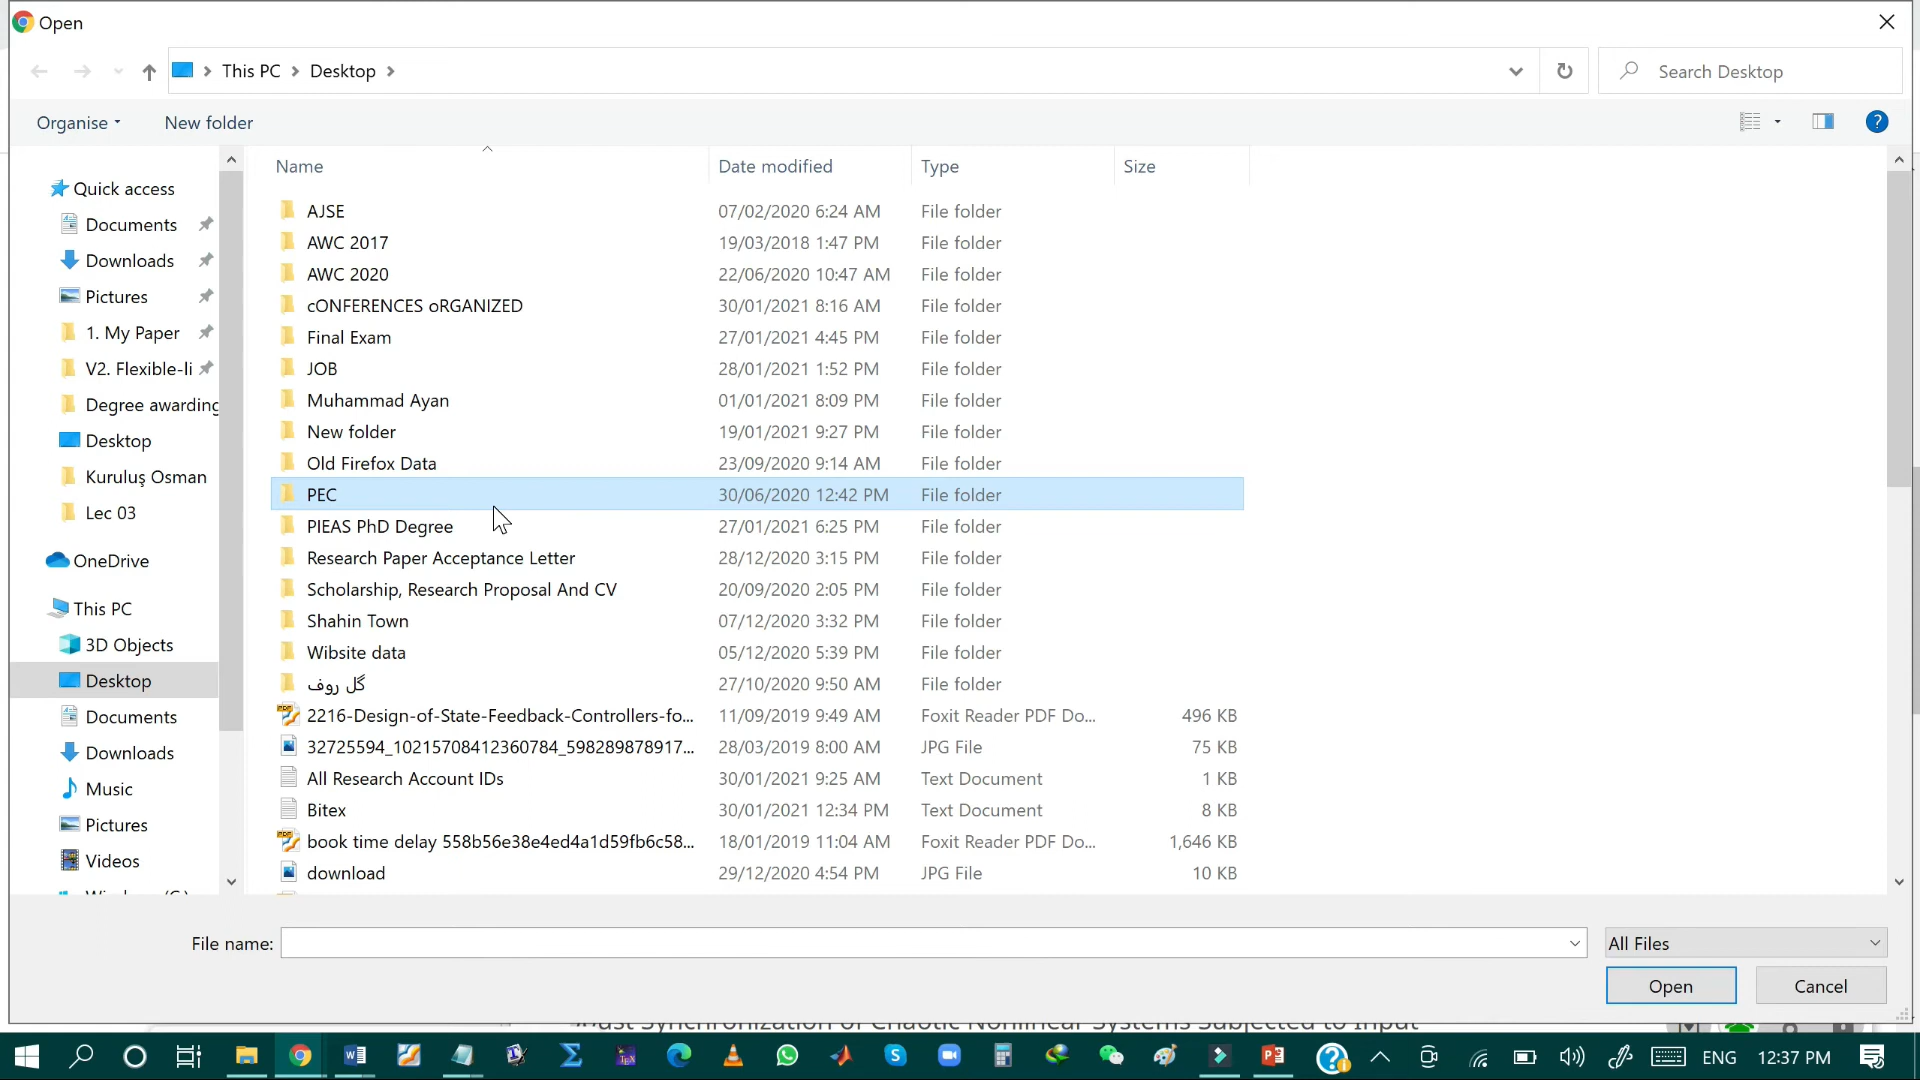 Open
This PC
Desktop
Search Desktop
Organise
New folder
Name
Date modified
Type
Size
Quick access
Documents
Downloads
Pictures
1. My Paper
V2. Flexible-li
Degree awarding
Desktop
Kuruluş Osman
Lec 03
OneDrive
This PC
3D Objects
Desktop
Documents
Downloads
Music
Pictures
Videos
AJSE 07/02/2020 6:24 AM File folder
AWC 2017 19/03/2018 1:47 PM File folder
AWC 2020 22/06/2020 10:47 AM File folder
cONFERENCES oRGANIZED 30/01/2021 8:16 AM File folder
Final Exam 27/01/2021 4:45 PM File folder
JOB 28/01/2021 1:52 PM File folder
Muhammad Ayan 01/01/2021 8:09 PM File folder
New folder 19/01/2021 9:27 PM File folder
Old Firefox Data 23/09/2020 9:14 AM File folder
PEC 30/06/2020 12:42 PM File folder
PIEAS PhD Degree 27/01/2021 6:25 PM File folder
Research Paper Acceptance Letter 28/12/2020 3:15 PM File folder
Scholarship, Research Proposal And CV 20/09/2020 2:05 PM File folder
Shahin Town 07/12/2020 3:32 PM File folder
Wibsite data 05/12/2020 5:39 PM File folder
گل روف 27/10/2020 9:50 AM File folder
2216-Design-of-State-Feedback-Controllers-fo... 11/09/2019 9:49 AM Foxit Reader PDF Do... 496 KB
32725594_10215708412360784_598289878917... 28/03/2019 8:00 AM JPG File 75 KB
All Research Account IDs 30/01/2021 9:25 AM Text Document 1 KB
Bitex 30/01/2021 12:34 PM Text Document 8 KB
book time delay 558b56e38e4ed4a1d59fb6c58... 18/01/2019 11:04 AM Foxit Reader PDF Do... 1,646 KB
download 29/12/2020 4:54 PM JPG File 10 KB
File name:
All Files
Open
Cancel
Synchronization of Chaotic Nonlinear Systems Subjected to Input
ENG
12:37 PM